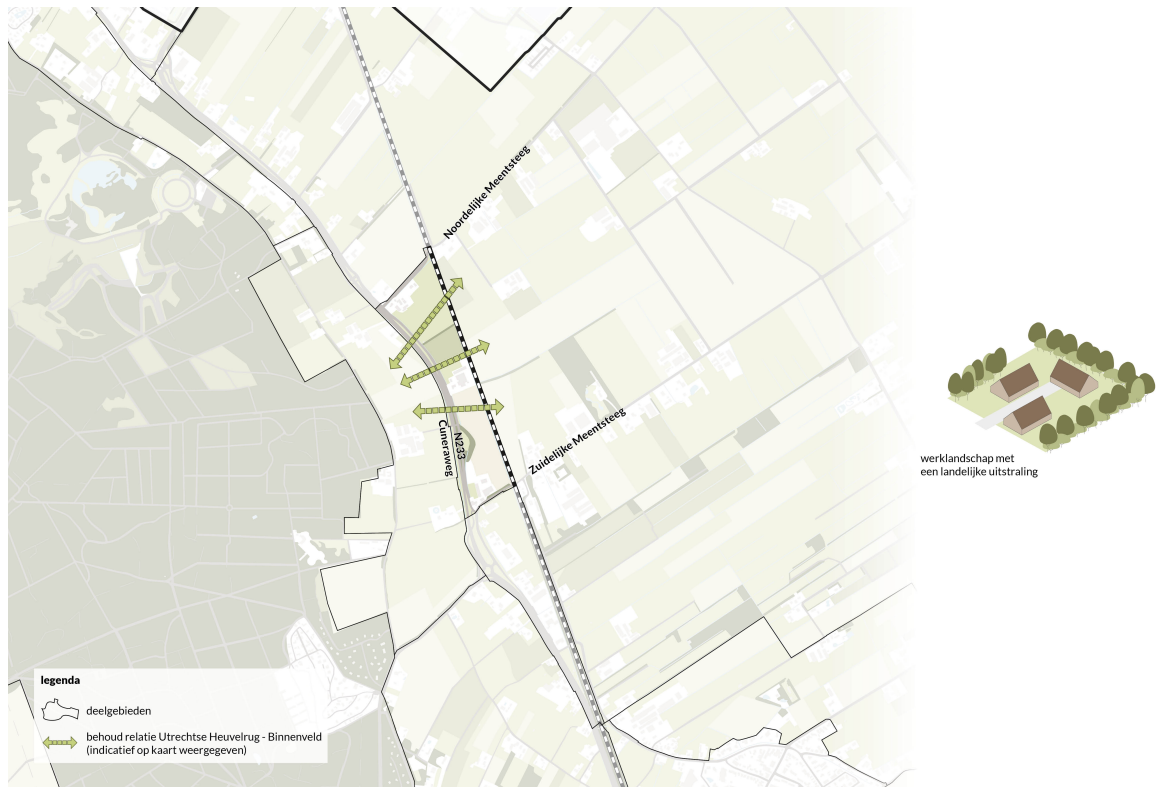 Noordelijke Meentsteeg
Zuidelijke Meentsteeg
N233
Cuneraweg
werklandschap met
een landelijke uitstraling
legenda
deelgebieden
behoud relatie Utrechtse Heuvelrug - Binnenveld
(indicatief op kaart weergegeven)